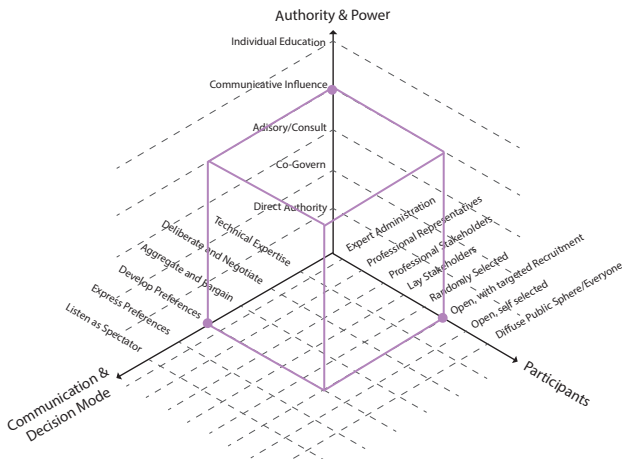 Authority & Power
Individual Education
Communicative Influence
Adisory/Consult
Co-Govern
Direct Authority
Technical Expertise
Deliberate and Negotiate
Aggregate and Bargain
Develop Preferences
Express Preferences
Listen as Spectator
Expert Administration
Professional Representatives
Professional Stakeholders
Lay Stakeholders
Randomly Selected
Open, with targeted Recruitment
Open, self selected
Diffuse Public Sphere/Everyone
Communication &
Decision Mode
Participants